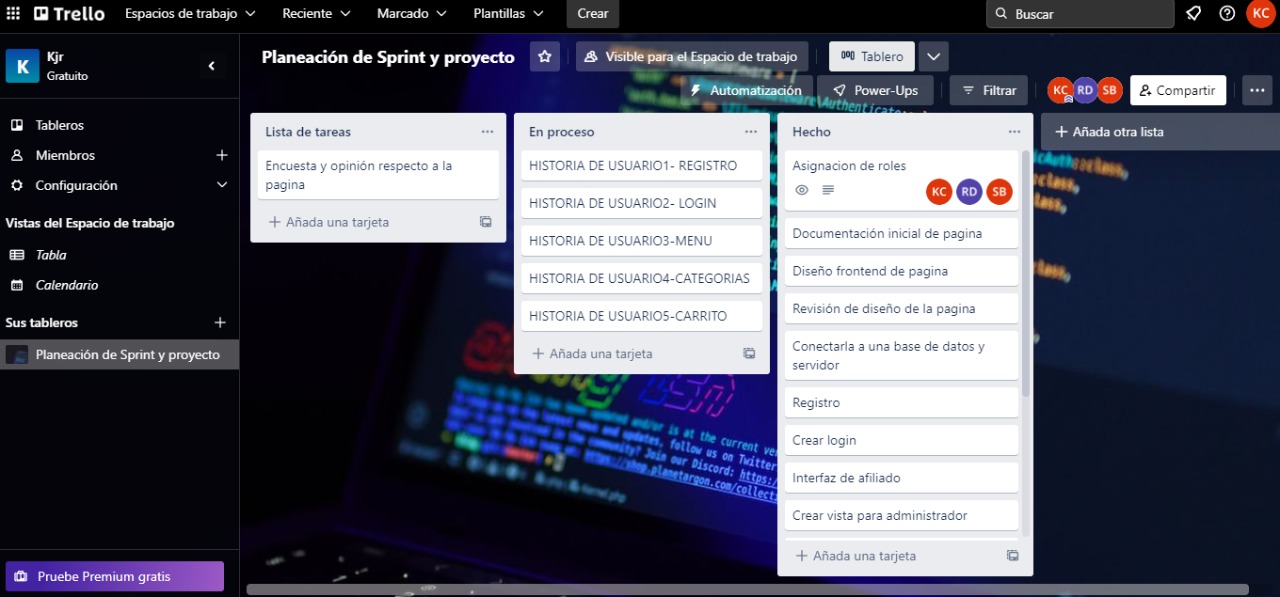 Trello
Espacios de trabajo
Reciente
Marcado
Plantillas
Crear
Buscar
KC
K
Kjr
Gratuito
Tableros
Miembros
Configuración
Vistas del Espacio de trabajo
Tabla
Calendario
Sus tableros
Planeación de Sprint y proyecto
Pruebe Premium gratis
Planeación de Sprint y proyecto
Visible para el Espacio de trabajo
Tablero
Automatización
Power-Ups
Filtrar
KC RD SB
Compartir
Lista de tareas
Encuesta y opinión respecto a la
pagina
+ Añada una tarjeta
En proceso
HISTORIA DE USUARIO1- REGISTRO
HISTORIA DE USUARIO2- LOGIN
HISTORIA DE USUARIO3-MENU
HISTORIA DE USUARIO4-CATEGORIAS
HISTORIA DE USUARIO5-CARRITO
+ Añada una tarjeta
Hecho
Asignacion de roles
KC RD SB
Documentación inicial de pagina
Diseño frontend de pagina
Revisión de diseño de la pagina
Conectarla a una base de datos y
servidor
Registro
Crear login
Interfaz de afiliado
Crear vista para administrador
+ Añada una tarjeta
+ Añada otra lista